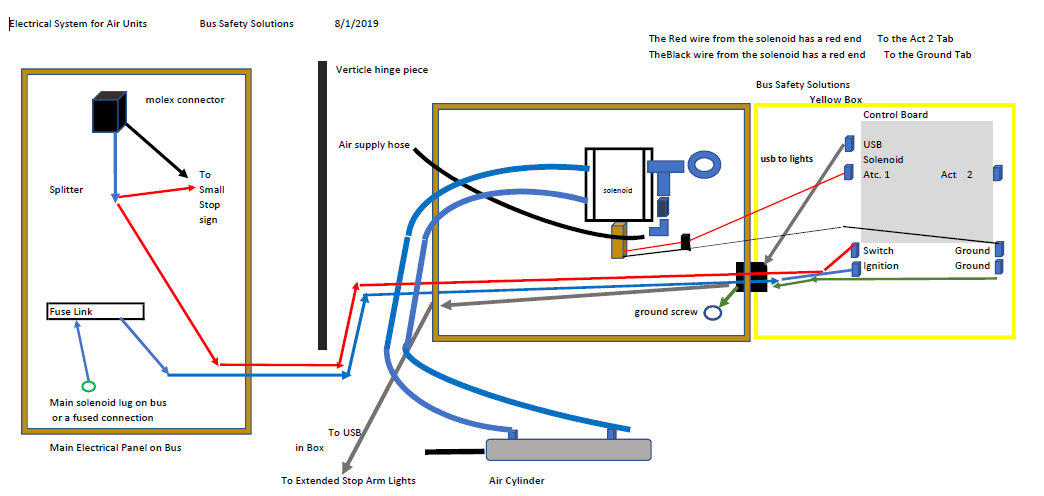 Electrical System for Air Units Bus Safety Solutions 8/1/2019
The Red wire from the solenoid has a red end To the Act 2 Tab
TheBlack wire from the solenoid has a red end To the Ground Tab
Verticle hinge piece
Bus Safety Solutions
Yellow Box
molex connector
Control Board
Air supply hose
USB
usb to lights
Solenoid
To
Small
Stop
sign
Atc. 1 Act 2
Splitter
solenoid
Switch Ground
Ignition Ground
Fuse Link
ground screw
Main solenoid lug on bus
or a fused connection
To USB
in Box
Main Electrical Panel on Bus
To Extended Stop Arm Lights
Air Cylinder